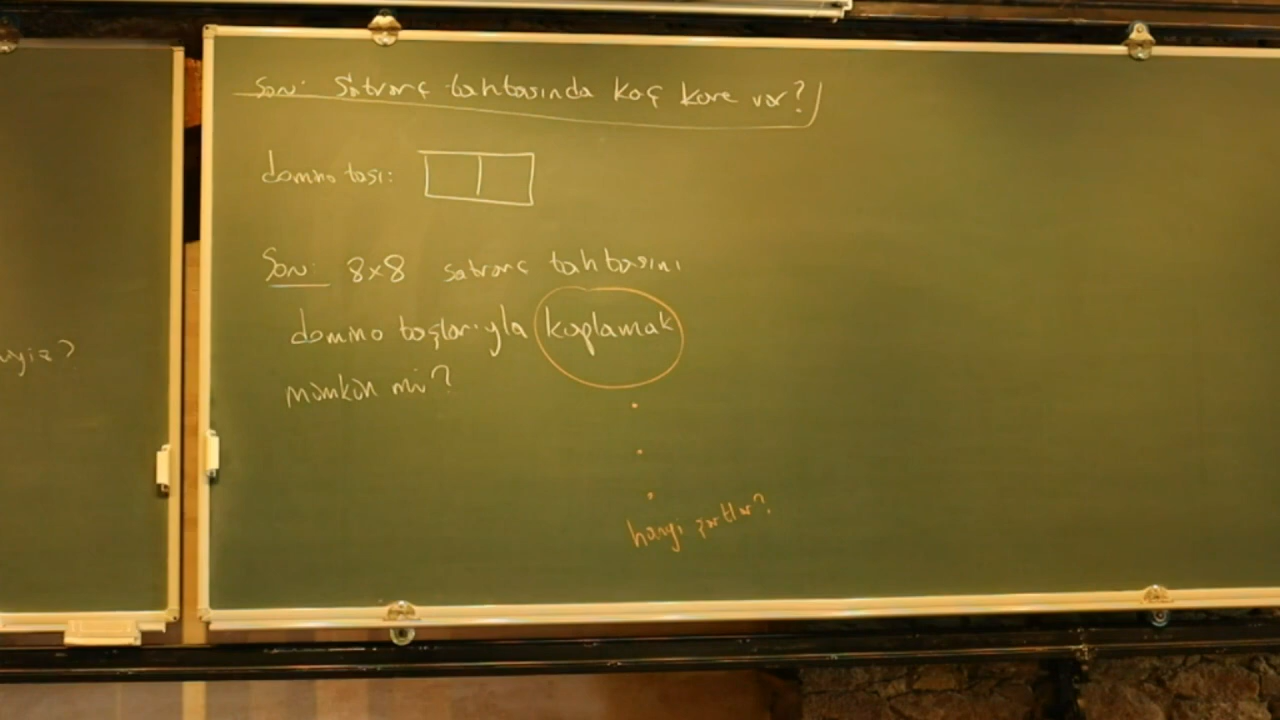 Soru: Satranç tahtasında kaç kare var?
domino taşı:
Soru: 8x8 satranç tahtasını
domino taşlarıyla kaplamak
mümkün mü?
hangi şartlar?